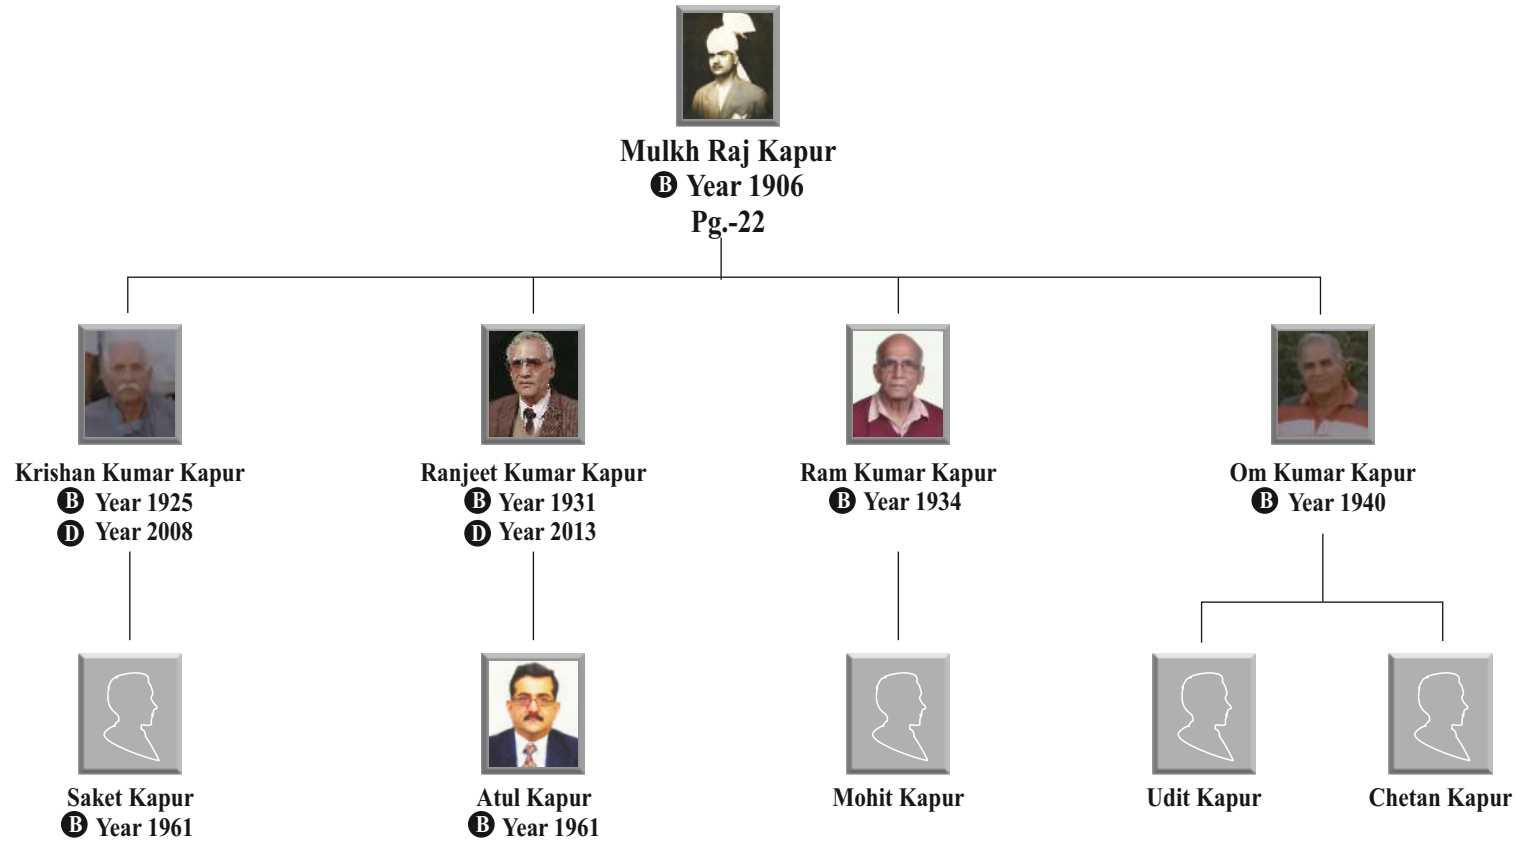 Mulkh Raj Kapur
B Year 1906
Pg.-22
Krishan Kumar Kapur
B Year 1925
D Year 2008
Ranjeet Kumar Kapur
B Year 1931
D Year 2013
Ram Kumar Kapur
B Year 1934
Om Kumar Kapur
B Year 1940
Saket Kapur
B Year 1961
Atul Kapur
B Year 1961
Mohit Kapur
Udit Kapur
Chetan Kapur